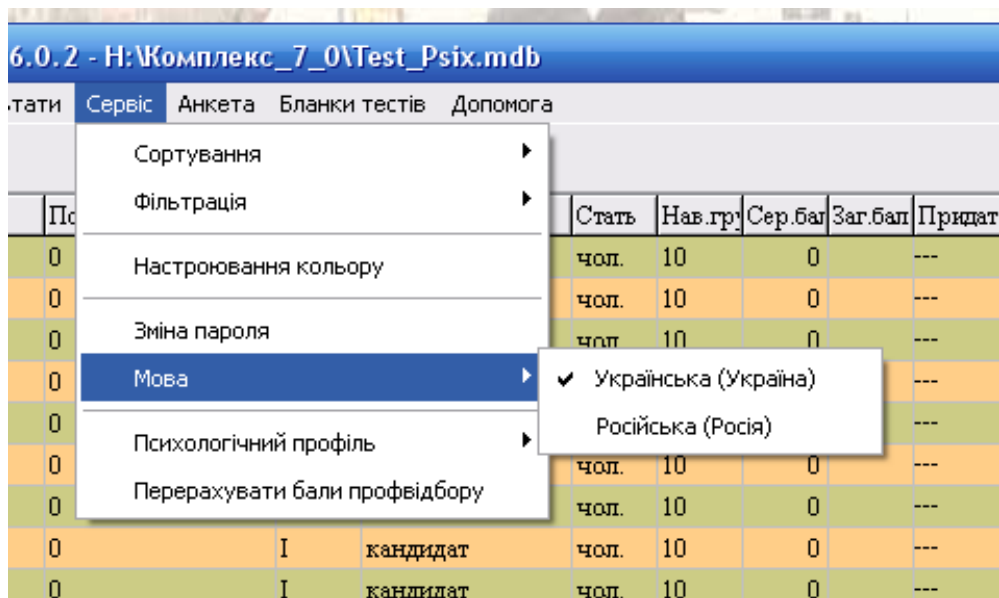 6.0.2 - H:\Комплекс_7_0\Test_Psix.mdb
тати Сервіс Анкета Бланки тестів Допомога
Сортування
Фільтрація
Настроювання кольору
Зміна пароля
Мова
Психологічний профіль
Перерахувати бали профвідбору
Українська (Україна)
Російська (Росія)
По Стать Нав.гру Сер.бал Заг.бал Придат
0 чол. 10 0 ---
0 чол. 10 0 ---
0 чол 10 0 ---
0 ---
0 ---
0 чол. 10 0 ---
0 чол. 10 0 ---
0 I кандидат чол. 10 0 ---
0 I кандидат чол. 10 0 ---